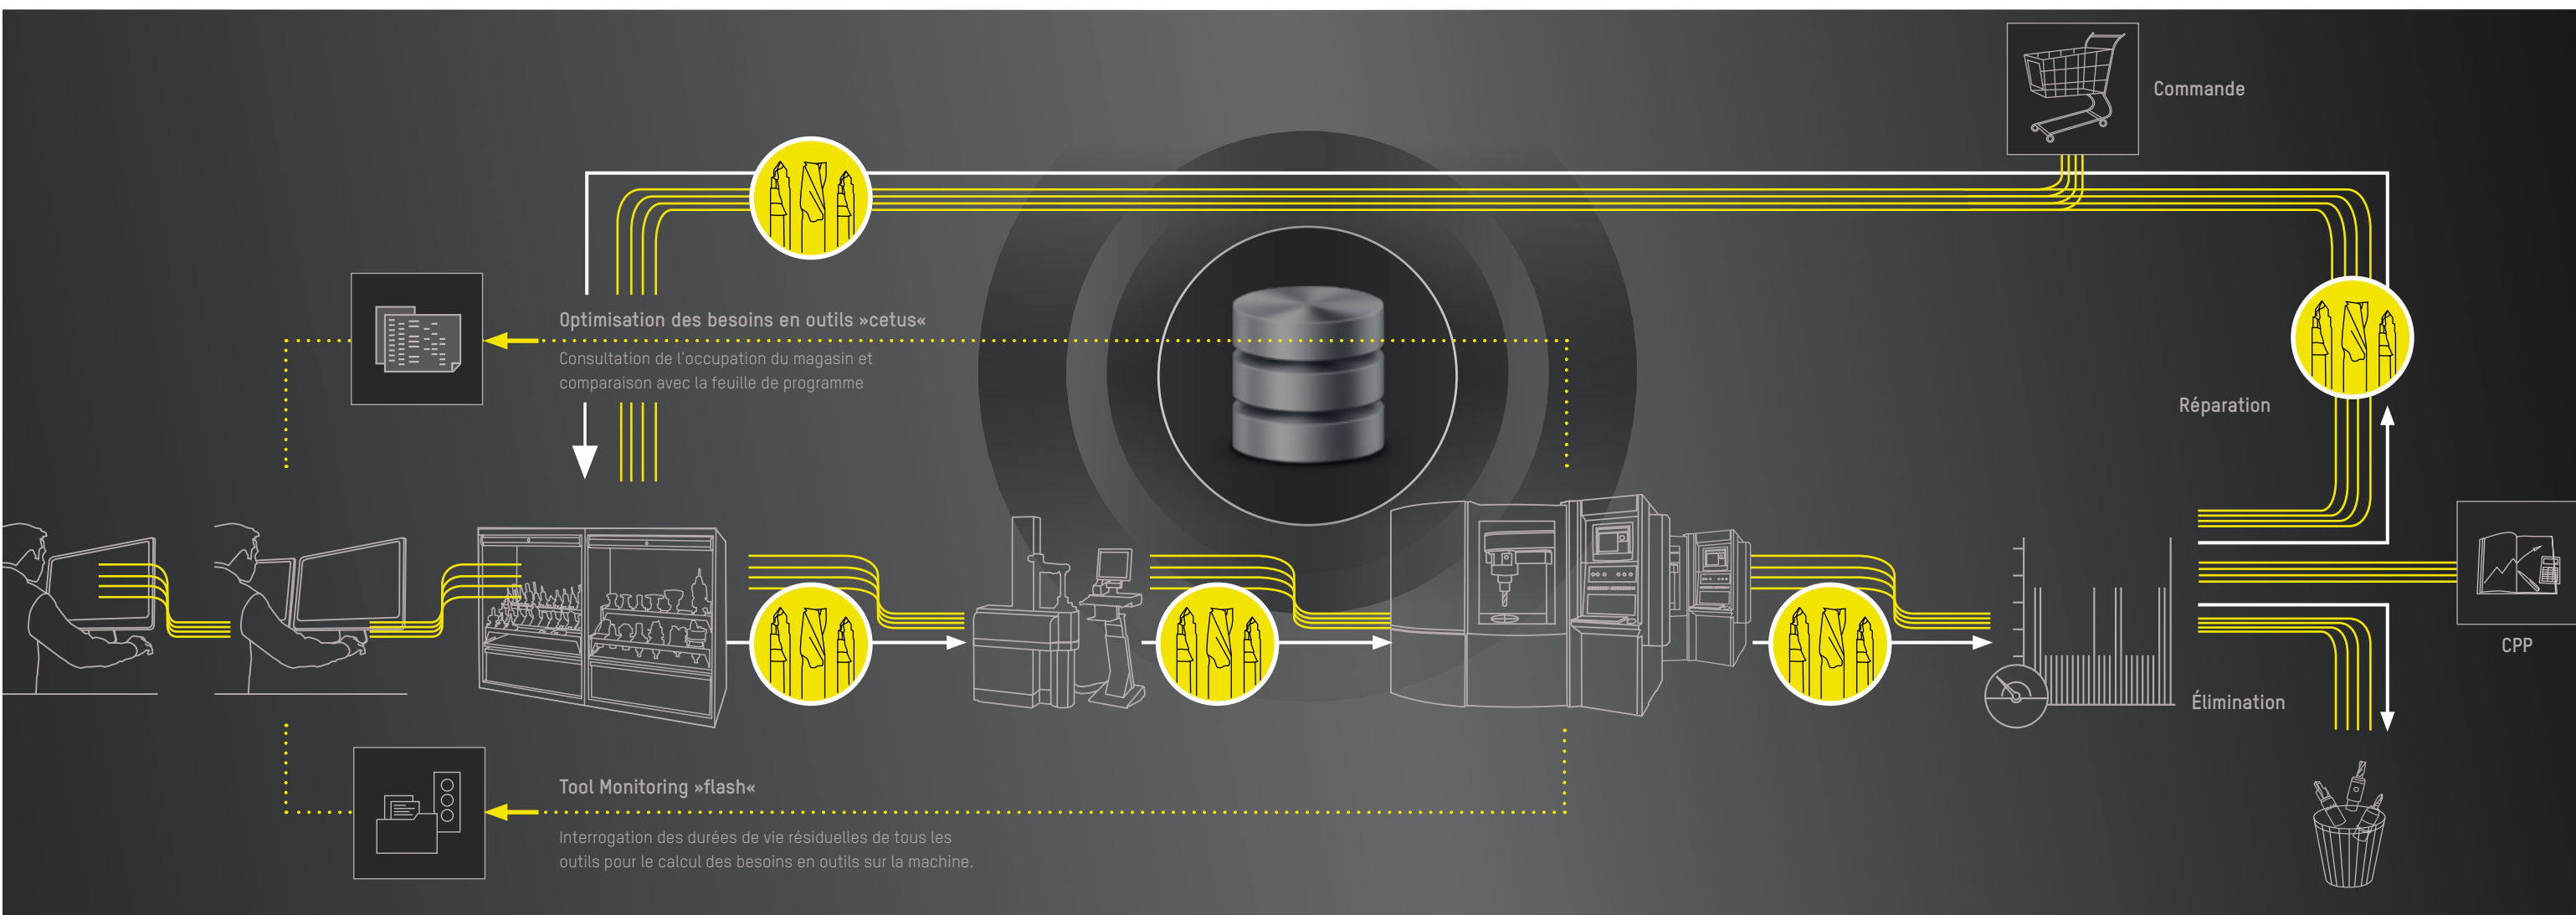 Commande
Optimisation des besoins en outils »cetus«
Consultation de l'occupation du magasin et
comparaison avec la feuille de programme
Réparation
CPP
Élimination
Tool Monitoring »flash«
Interrogation des durées de vie résiduelles de tous les
outils pour le calcul des besoins en outils sur la machine.